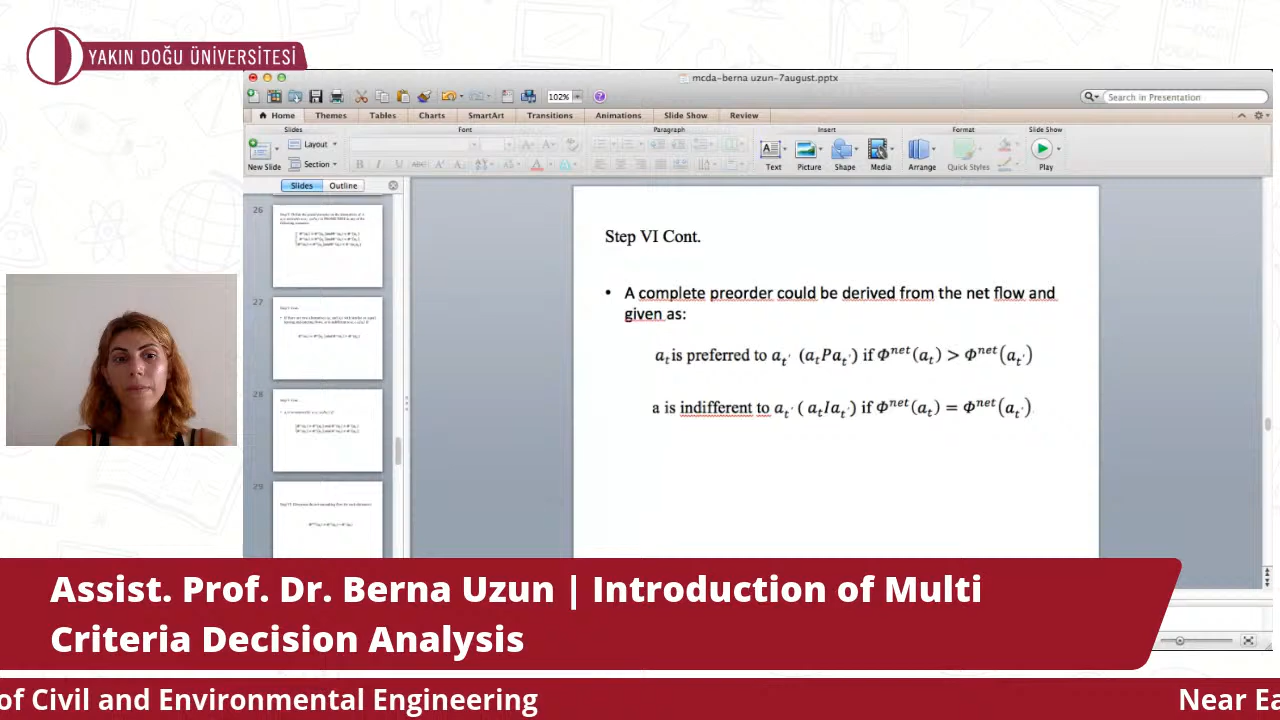 YAKIN DOĞU ÜNİVERSİTESİ
mcda-berna uzun-7august.pptx
102%
Search in Presentation
Home Themes Tables Charts SmartArt Transitions Animations Slide Show Review
Slides Font Paragraph Insert Format Slide Show
New Slide Layout Section Text Picture Shape Media Arrange Quick Styles Play
Slides Outline
26
27
28
29
Step VI Cont.
• A complete preorder could be derived from the net flow and
given as:
aₜis preferred to aₜ' (aₜPaₜ') if Φⁿᵉᵗ(aₜ) > Φⁿᵉᵗ(aₜ')
a is indifferent to aₜ' ( aₜIaₜ') if Φⁿᵉᵗ(aₜ) = Φⁿᵉᵗ(aₜ')
Assist. Prof. Dr. Berna Uzun | Introduction of Multi
Criteria Decision Analysis
of Civil and Environmental Engineering
Near Ea